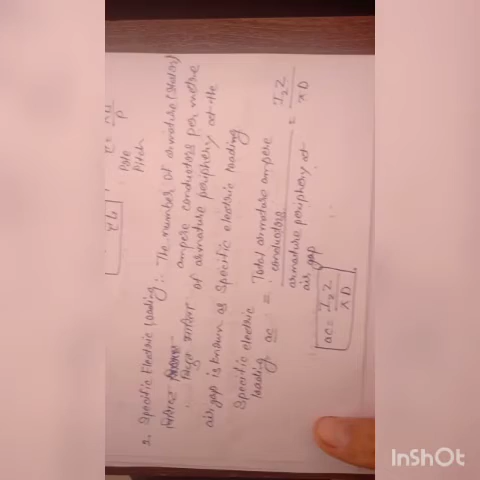 τ = πD
P
Pole
Pitch
2. Specific Electric loading :- The number of armature (stator)
ampere conductors per metre
of armature periphery at the
air gap is known as Specific electric loading
Specific electric
loading, ac = Total armature ampere
conductors
armature periphery at
air gap
= IzZ
πD
ac = IzZ
πD
InShOt